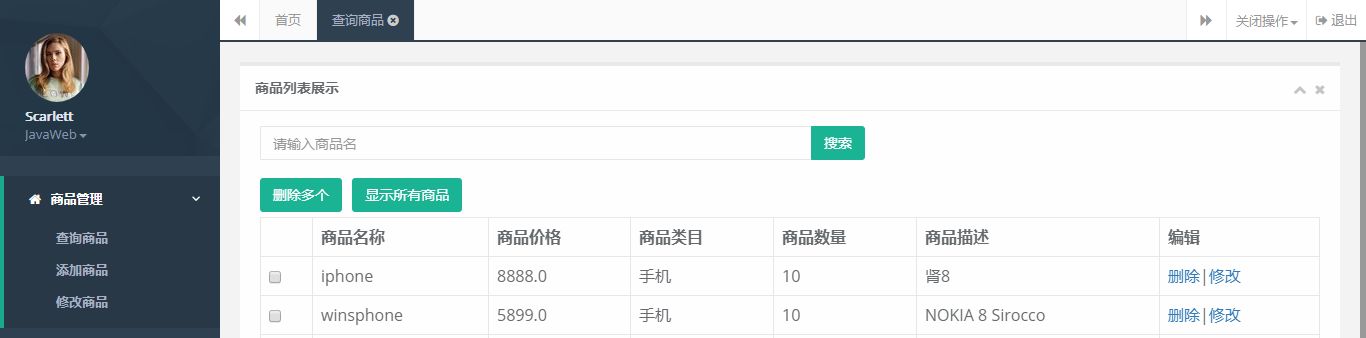 首页
查询商品
关闭操作
退出
Scarlett
JavaWeb
商品管理
查询商品
添加商品
修改商品
商品列表展示
请输入商品名
搜索
删除多个 显示所有商品
商品名称 商品价格 商品类目 商品数量 商品描述 编辑
iphone 8888.0 手机 10 肾8 删除|修改
winsphone 5899.0 手机 10 NOKIA 8 Sirocco 删除|修改